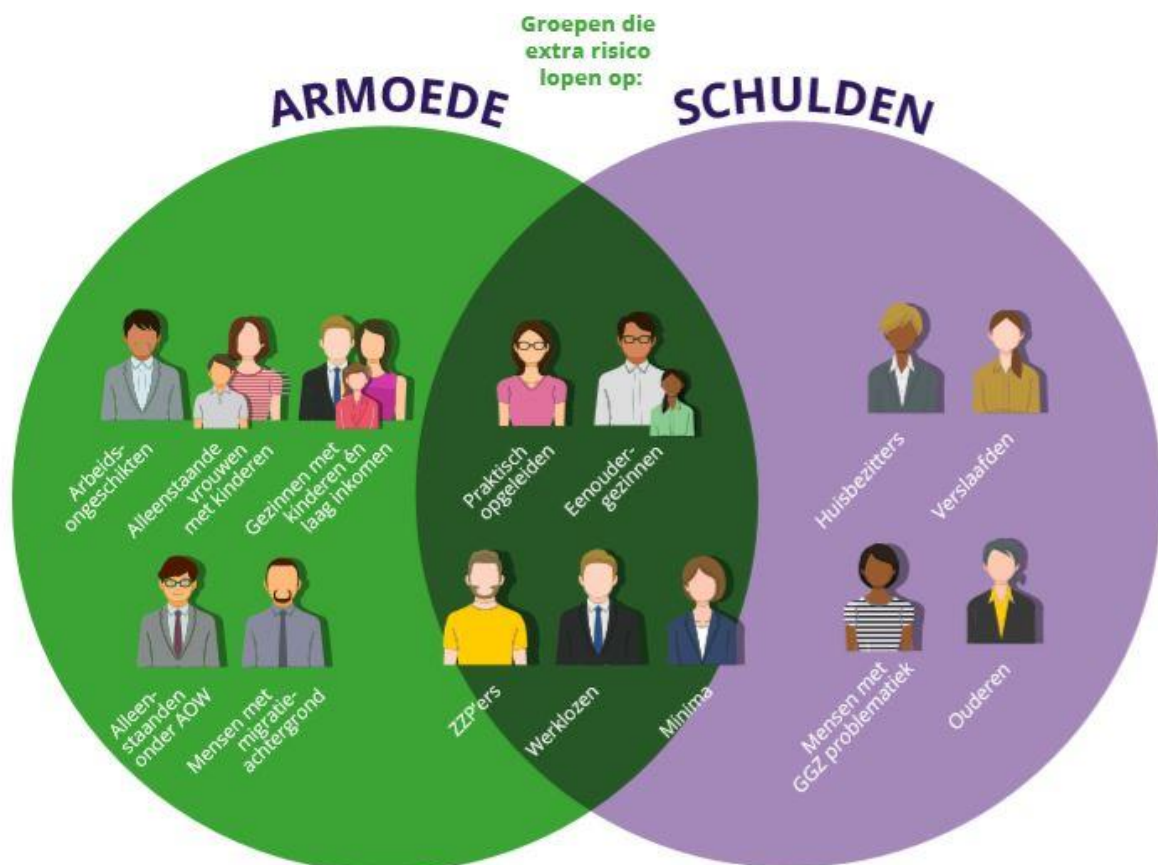 Groepen die
extra risico
lopen op:
ARMOEDE
SCHULDEN
Arbeids-
ongeschikten
Alleenstaande
vrouwen
met kinderen
Gezinnen met
kinderen én
laag inkomen
Praktisch
opgeleiden
Eenouder-
gezinnen
Huisbezitters
Verslaafden
Alleen-
staanden
onder AOW
Mensen met
migratie-
achtergrond
ZZP'ers
Werklozen
Minima
Mensen met
GGZ problematiek
Ouderen